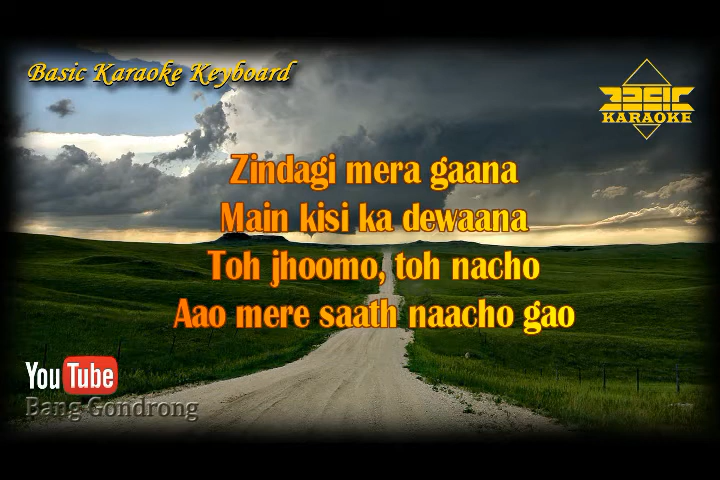 Basic Karaoke Keyboard
BASIC
KARAOKE
Zindagi mera gaana
Main kisi ka dewaana
Toh jhoomo, toh nacho
Aao mere saath naacho gao
YouTube
Bang Gondrong